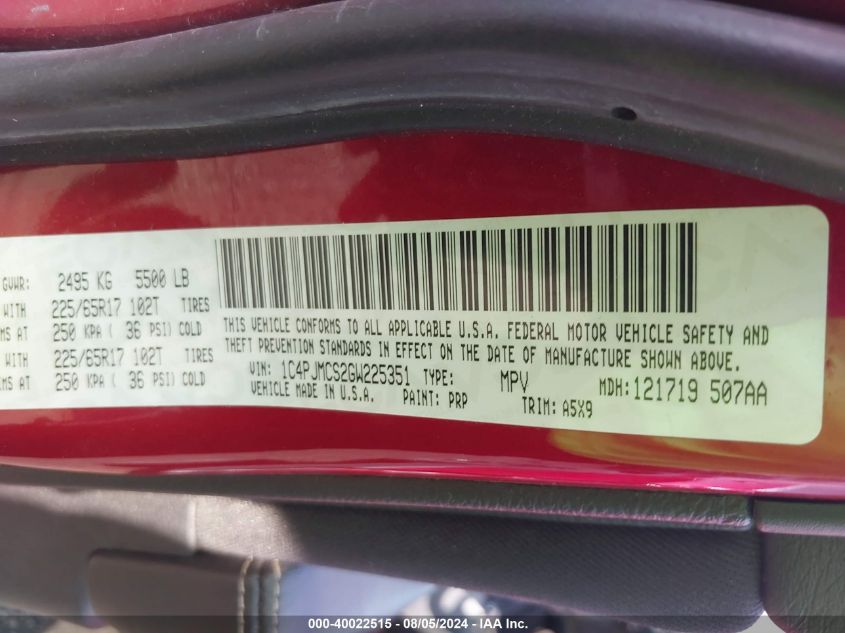 GVWR: 2495 KG 5500 LB
WITH 225/65R17 102T TIRES
MS AT 250 KPA ( 36 PSI) COLD
WITH 225/65R17 102T TIRES
MS AT 250 KPA ( 36 PSI) COLD
THIS VEHICLE CONFORMS TO ALL APPLICABLE U.S.A. FEDERAL MOTOR VEHICLE SAFETY AND
THEFT PREVENTION STANDARDS IN EFFECT ON THE DATE OF MANUFACTURE SHOWN ABOVE.
VIN: 1C4PJMCS2GW225351 TYPE: MPV MDH:121719 507AA
VEHICLE MADE IN U.S.A. PAINT: PRP TRIM: A5X9
000-40022515 - 08/05/2024 - IAA Inc.